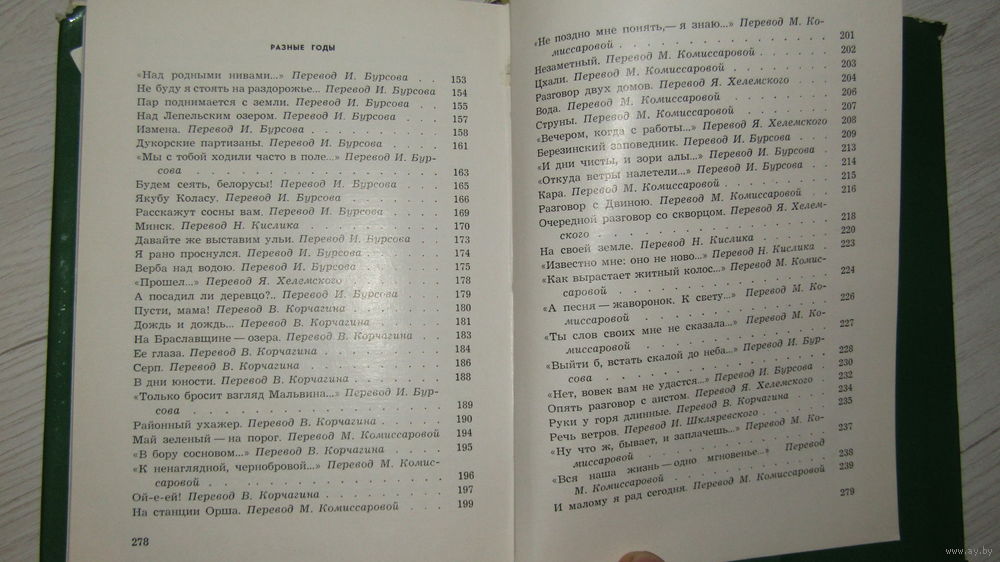 РАЗНЫЕ ГОДЫ
«Над родными нивами...» Перевод И. Бурсова . . 153
Не буду я стоять на раздорожье... Перевод И. Бурсова 154
Пар поднимается с земли. Перевод И. Бурсова . . 155
Над Лепельским озером. Перевод И. Бурсова . . . 157
Измена. Перевод И. Бурсова . . . . . . . . 158
Дукорские партизаны. Перевод И. Бурсова . . . . 161
«Мы с тобой ходили часто в поле...» Перевод И. Бур-
сова . . . . . . . . . . . . . . . 163
Будем сеять, белорусы! Перевод И. Бурсова . . . 165
Якубу Коласу. Перевод И. Бурсова . . . . . . 166
Расскажут сосны вам. Перевод И. Бурсова . . . . 169
Минск. Перевод Н. Кислика . . . . . . . . 170
Давайте же выставим ульи. Перевод И. Бурсова . . 173
Я рано проснулся. Перевод И. Бурсова . . . . . 174
Верба над водою. Перевод И. Бурсова . . . . . 175
«Прошел...» Перевод Я. Хелемского . . . . . . 178
А посадил ли деревцо?.. Перевод И. Бурсова . . . 179
Пусти, мама! Перевод В. Корчагина . . . . . . 180
Дождь и дождь... Перевод В. Корчагина . . . . . 181
На Браславщине — озера. Перевод В. Корчагина . . 183
Ее глаза. Перевод В. Корчагина . . . . . . . 184
Серп. Перевод В. Корчагина . . . . . . . . 186
В дни юности. Перевод В. Корчагина . . . . . . 188
«Только бросит взгляд Мальвина...» Перевод И. Бур-
сова . . . . . . . . . . . . . . . 189
Районный ухажер. Перевод В. Корчагина . . . . 190
Май зеленый — на порог. Перевод М. Комиссаровой 194
«В бору сосновом...» Перевод В. Корчагина . . . . 195
«К ненаглядной, чернобровой...» Перевод М. Комис-
саровой . . . . . . . . . . . . . . 196
Ой-е-ей! Перевод В. Корчагина . . . . . . . 197
На станции Орша. Перевод М. Комиссаровой . . . 199
278
«Не поздно мне понять,— я знаю...» Перевод М. Ко-
миссаровой . . . . . . . . . . . . . 201
Незаметный. Перевод М. Комиссаровой . . . . . 202
Цхали. Перевод М. Комиссаровой . . . . . . . 203
Разговор двух домов. Перевод Я. Хелемского . . . 204
Вода. Перевод М. Комиссаровой . . . . . . . 206
Струны. Перевод М. Комиссаровой . . . . . . 207
«Вечером, когда с работы...» Перевод Я. Хелемского 208
Березинский заповедник. Перевод И. Бурсова . . . 209
«И дни чисты, и зори алы...» Перевод И. Бурсова . . 213
«Откуда ветры налетели...» Перевод И. Бурсова . . 214
Кара. Перевод М. Комиссаровой . . . . . . . 215
Разговор с Двиною. Перевод М. Комиссаровой . . . 216
Очередной разговор со скворцом. Перевод Я. Хелем-
ского . . . . . . . . . . . . . . . 218
На своей земле. Перевод Н. Кислика . . . . . . 220
«Известно мне: оно не ново...» Перевод Н. Кислика . 223
«Как вырастает житный колос...» Перевод М. Комис-
саровой . . . . . . . . . . . . . . 224
«А песня — жаворонок. К свету...» Перевод М. Ко-
миссаровой . . . . . . . . . . . . . 226
«Ты слов своих мне не сказала...» Перевод М. Ко-
миссаровой . . . . . . . . . . . . . 227
«Выйти б, встать скалой до неба...» Перевод И. Бур-
сова . . . . . . . . . . . . . . . 228
«Нет, вовек вам не удастся...» Перевод И. Бурсова . 230
Опять разговор с аистом. Перевод Я. Хелемского . . 232
Руки у горя длинные. Перевод В. Корчагина . . . 234
Речь ветров. Перевод И. Шкляревского . . . . . 235
«Ну что ж, бывает, и заплачешь...» Перевод М. Ко-
миссаровой . . . . . . . . . . . . . 237
«Вся наша жизнь — одно мгновенье...» Перевод
М. Комиссаровой . . . . . . . . . . . 238
И малому я рад сегодня. Перевод М. Комиссаровой 239
279
www.ay.by